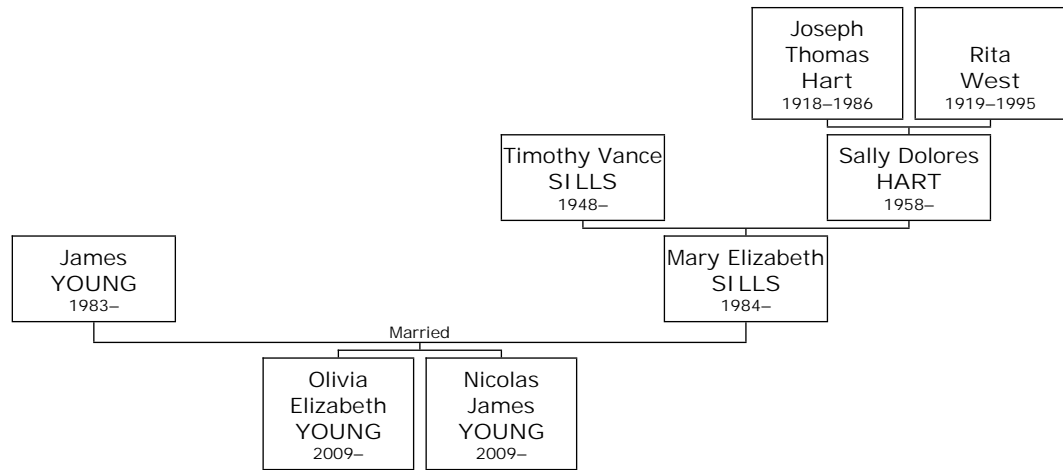 Joseph
Thomas
Hart
1918–1986
Rita
West
1919–1995
Timothy Vance
SILLS
1948–
Sally Dolores
HART
1958–
James
YOUNG
1983–
Mary Elizabeth
SILLS
1984–
Married
Olivia
Elizabeth
YOUNG
2009–
Nicolas
James
YOUNG
2009–